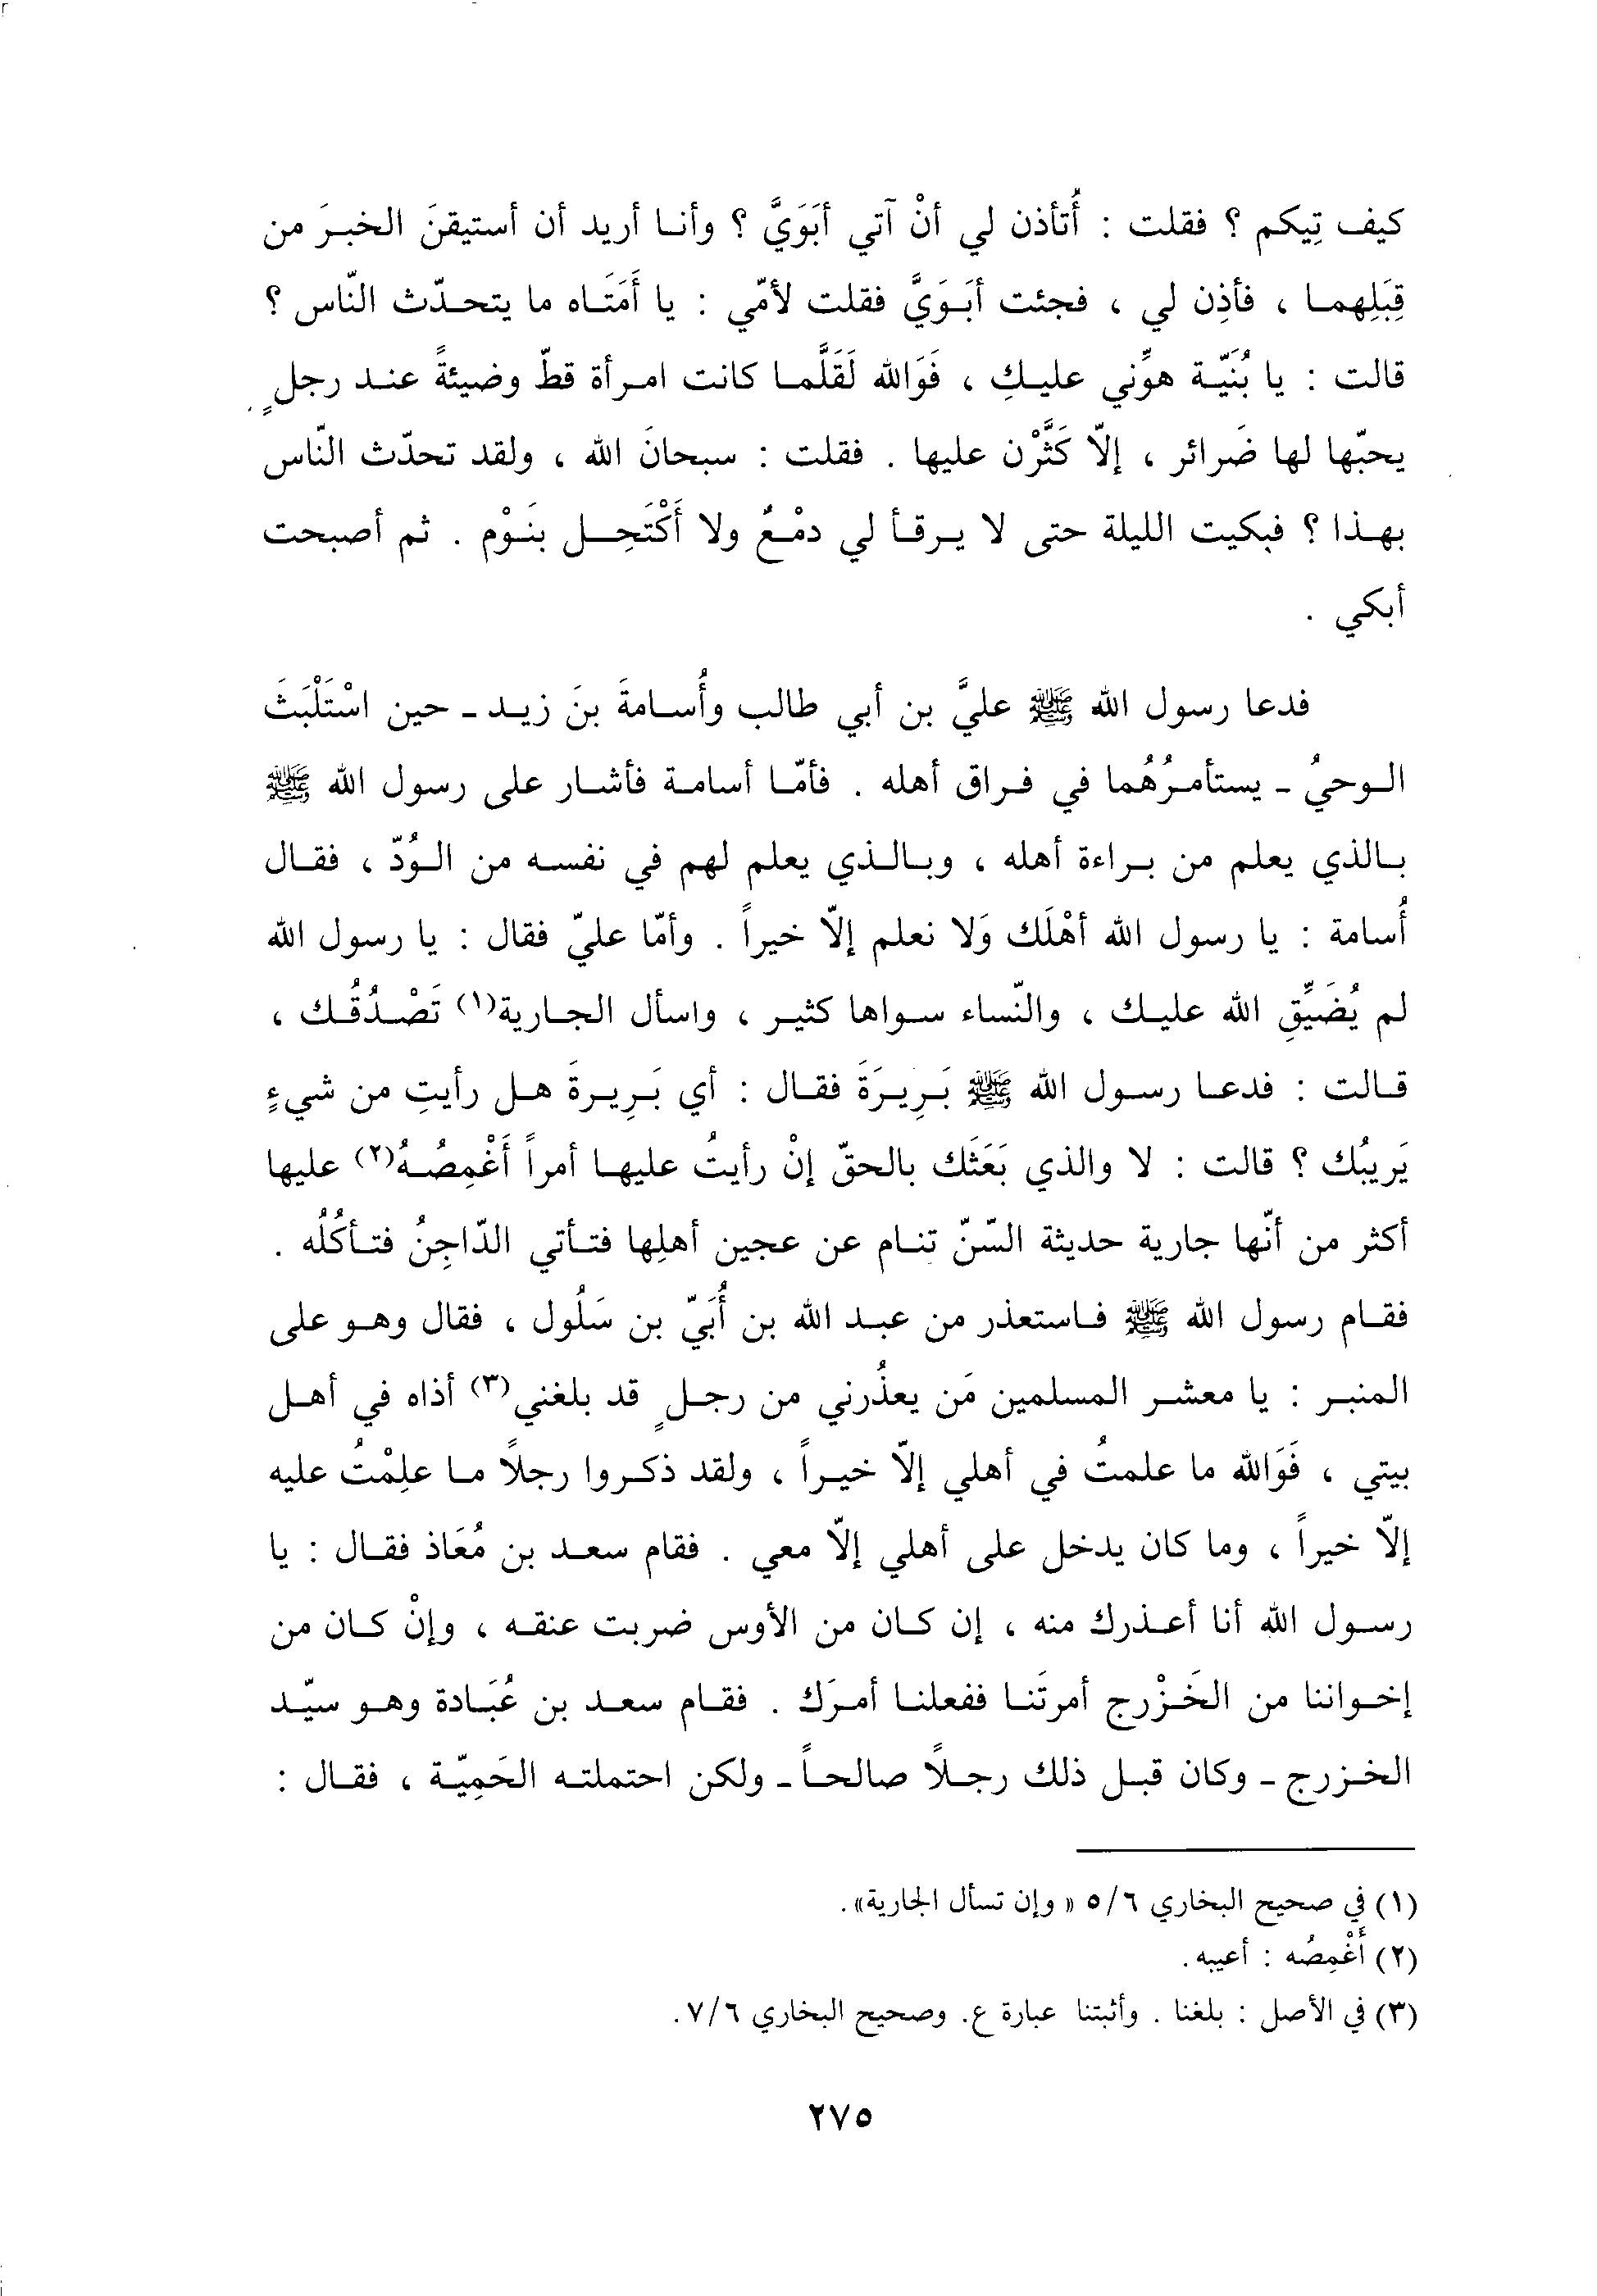 كيف تِيكم ؟ فقلت : أُتأذن لي أنْ آتي أبَوَيَّ ؟ وأنا أريد أن أستيقنَ الخبرَ من
قِبَلِهما ، فأذِن لي ، فجئت أبَوَيَّ فقلت لأمّي : يا أَمَتَاه ما يتحدّث النّاس ؟
قالت : يا بُنَيّة هوِّني عليكِ ، فَوَالله لَقَلَّما كانت امرأة قطّ وضيئةً عند رجلٍ
يحبّها لها ضَرائر ، إلّا كَثَّرْن عليها . فقلت : سبحانَ الله ، ولقد تحدّث النّاس
بهذا ؟ فبكيت الليلة حتى لا يرقأ لي دمْعٌ ولا أَكْتَحِل بنَوْم . ثم أصبحت
أبكي .
فدعا رسول الله ﷺ عليَّ بن أبي طالب وأُسامةَ بنَ زيد - حين اسْتَلْبَثَ
الوحيُ - يستأمرُهُما في فراق أهله . فأمّا أسامة فأشار على رسول الله ﷺ
بالذي يعلم من براءة أهله ، وبالذي يعلم لهم في نفسه من الوُدّ ، فقال
أُسامة : يا رسول الله أهْلَك وَلا نعلم إلّا خيراً . وأمّا عليّ فقال : يا رسول الله
لم يُضَيِّقِ الله عليك ، والنّساء سواها كثير ، واسأل الجارية(١) تَصْدُقُك ،
قالت : فدعا رسول الله ﷺ بَرِيرَةَ فقال : أي بَرِيرةَ هل رأيتِ من شيءٍ
يَريبُك ؟ قالت : لا والذي بَعَثَك بالحقّ إنْ رأيتُ عليها أمراً أَغْمِصُهُ(٢) عليها
أكثر من أنّها جارية حديثة السّنّ تنام عن عجين أهلِها فتأتي الدّاجِنُ فتأكُلُه .
فقام رسول الله ﷺ فاستعذر من عبد الله بن أُبَيّ بن سَلُول ، فقال وهو على
المنبر : يا معشر المسلمين مَن يعذُرني من رجلٍ قد بلغني(٣) أذاه في أهل
بيتي ، فَوَالله ما علمتُ في أهلي إلّا خيراً ، ولقد ذكروا رجلاً ما علِمْتُ عليه
إلّا خيراً ، وما كان يدخل على أهلي إلّا معي . فقام سعد بن مُعَاذ فقال : يا
رسول الله أنا أعذرك منه ، إن كان من الأوس ضربت عنقه ، وإنْ كان من
إخواننا من الخَزْرج أمرتَنا ففعلنا أمرَك . فقام سعد بن عُبَادة وهو سيّد
الخزرج - وكان قبل ذلك رجلاً صالحاً - ولكن احتملته الحَمِيّة ، فقال :
(١) في صحيح البخاري ٥/٦ « وإن تسأل الجارية» .
(٢) أَغْمِصُه : أعيبه .
(٣) في الأصل : بلغنا . وأثبتنا عبارة ع. وصحيح البخاري ٧/٦ .
٢٧٥